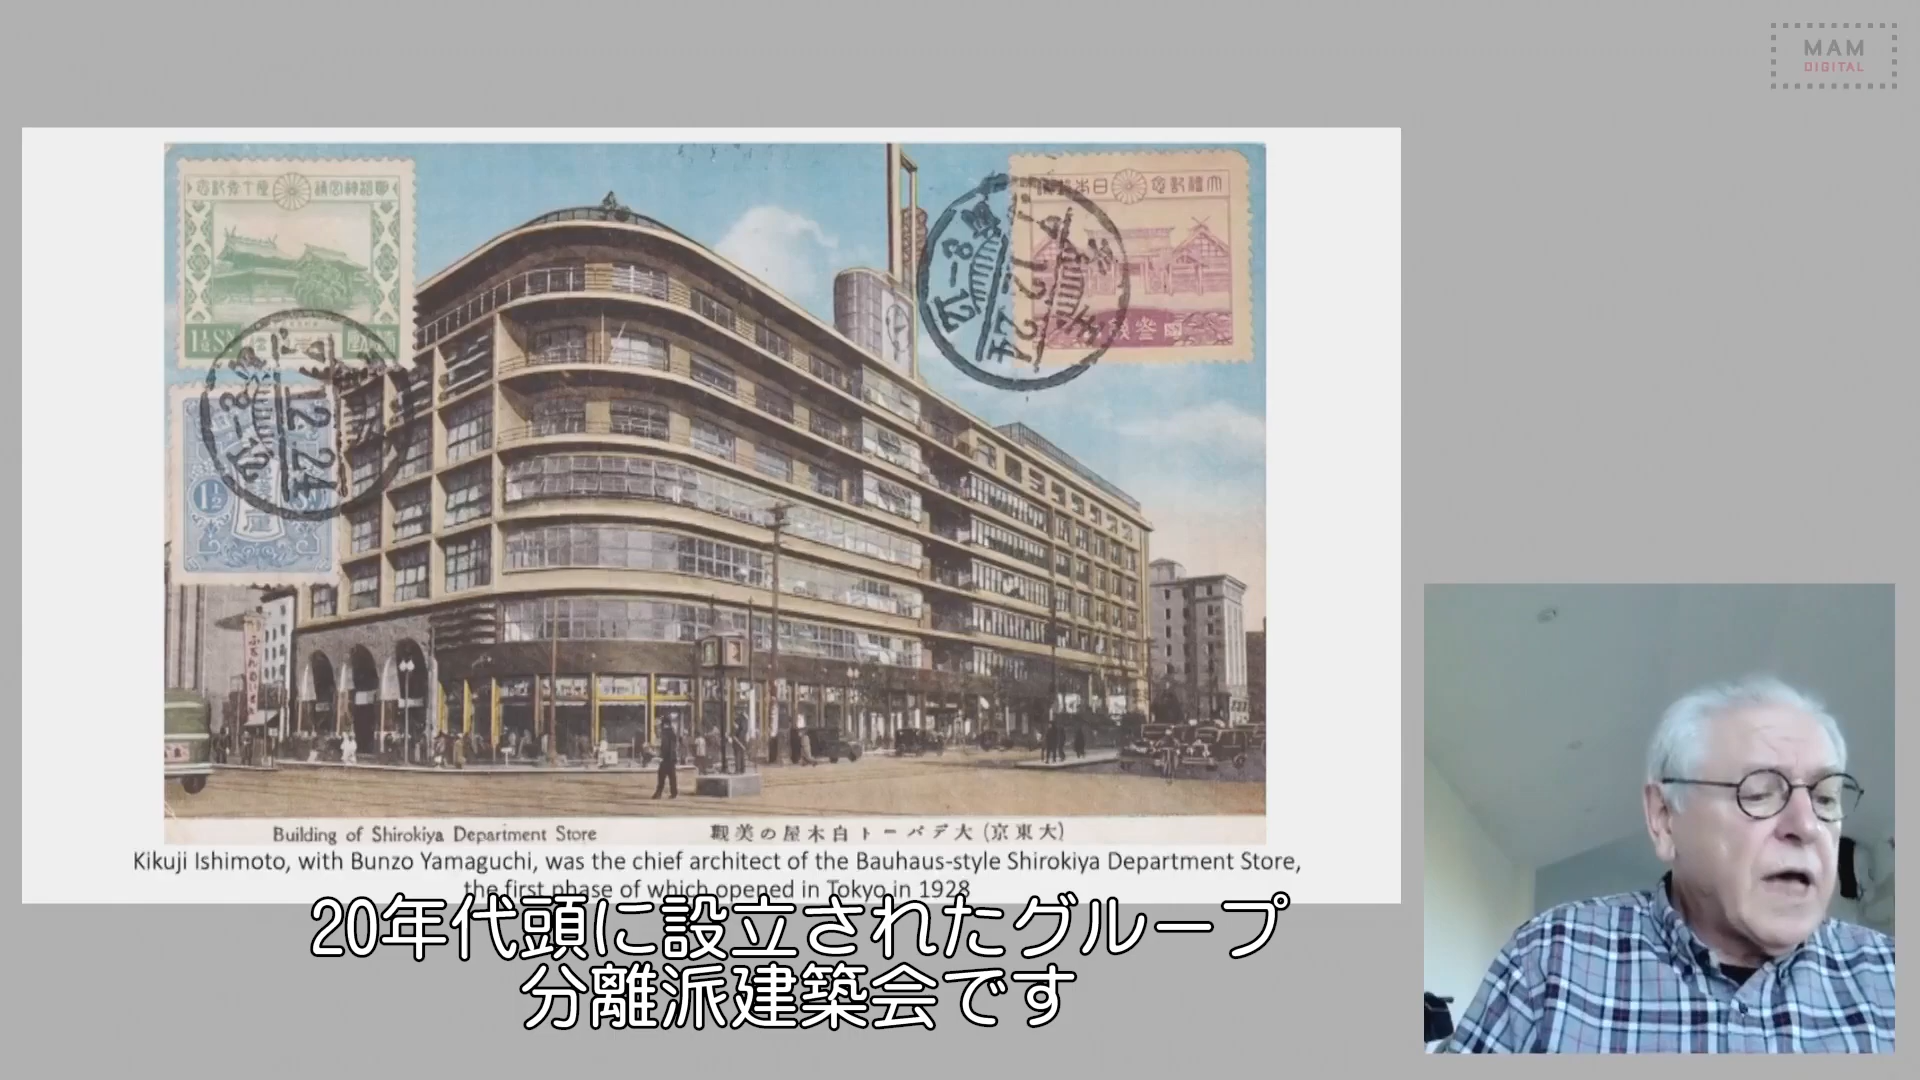 MAM
DIGITAL
1½
Building of Shirokiya Department Store
(大東京) 大デパート白木屋の美觀
Kikuji Ishimoto, with Bunzo Yamaguchi, was the chief architect of the Bauhaus-style Shirokiya Department Store,
the first phase of which opened in Tokyo in 1928
20年代頭に設立されたグループ
分離派建築会です